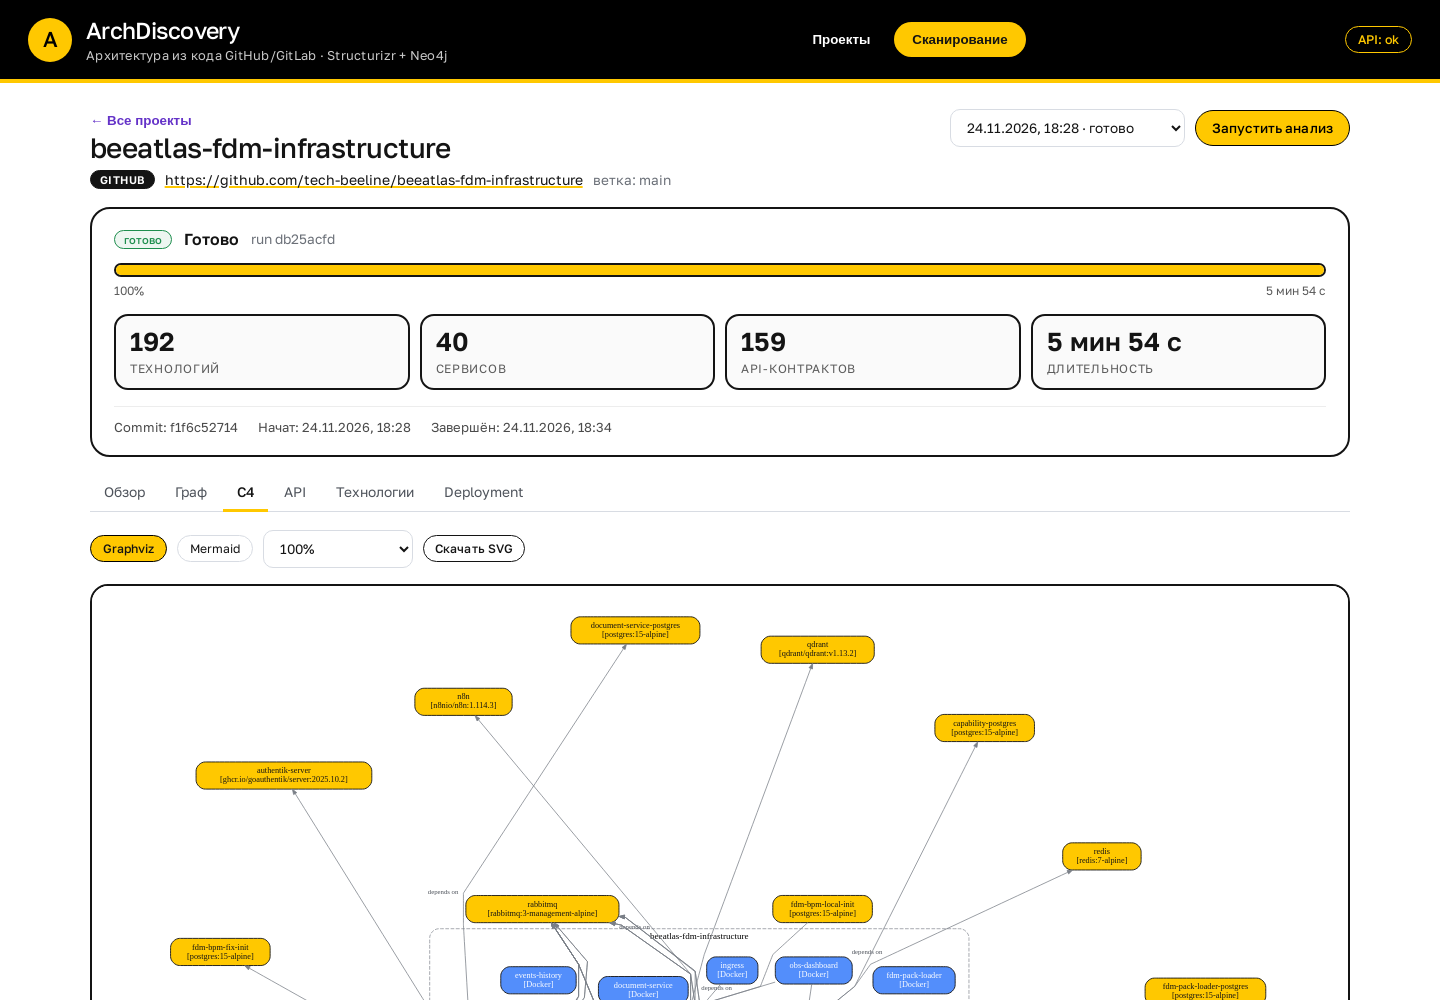 A
ArchDiscovery
Архитектура из кода GitHub/GitLab · Structurizr + Neo4j
Проекты
Сканирование
API: ok
← Все проекты
beeatlas-fdm-infrastructure
GITHUB
https://github.com/tech-beeline/beeatlas-fdm-infrastructure
ветка: main
24.11.2026, 18:28 · готово
Запустить анализ
готово
Готово
run db25acfd
100%
5 мин 54 с
192
ТЕХНОЛОГИЙ
40
СЕРВИСОВ
159
API-КОНТРАКТОВ
5 мин 54 с
ДЛИТЕЛЬНОСТЬ
Commit: f1f6c52714
Начат: 24.11.2026, 18:28
Завершён: 24.11.2026, 18:34
Обзор
Граф
C4
API
Технологии
Deployment
Graphviz
Mermaid
100%
Скачать SVG
document-service-postgres
[postgres:15-alpine]
qdrant
[qdrant/qdrant:v1.13.2]
n8n
[n8nio/n8n:1.114.3]
capability-postgres
[postgres:15-alpine]
authentik-server
[ghcr.io/goauthentik/server:2025.10.2]
redis
[redis:7-alpine]
depends on
rabbitmq
[rabbitmq:3-management-alpine]
fdm-bpm-local-init
[postgres:15-alpine]
depends on
beeatlas-fdm-infrastructure
fdm-bpm-fix-init
[postgres:15-alpine]
depends on
events-history
[Docker]
document-service
[Docker]
ingress
[Docker]
obs-dashboard
[Docker]
fdm-pack-loader
[Docker]
depends on
fdm-pack-loader-postgres
[postgres:15-alpine]